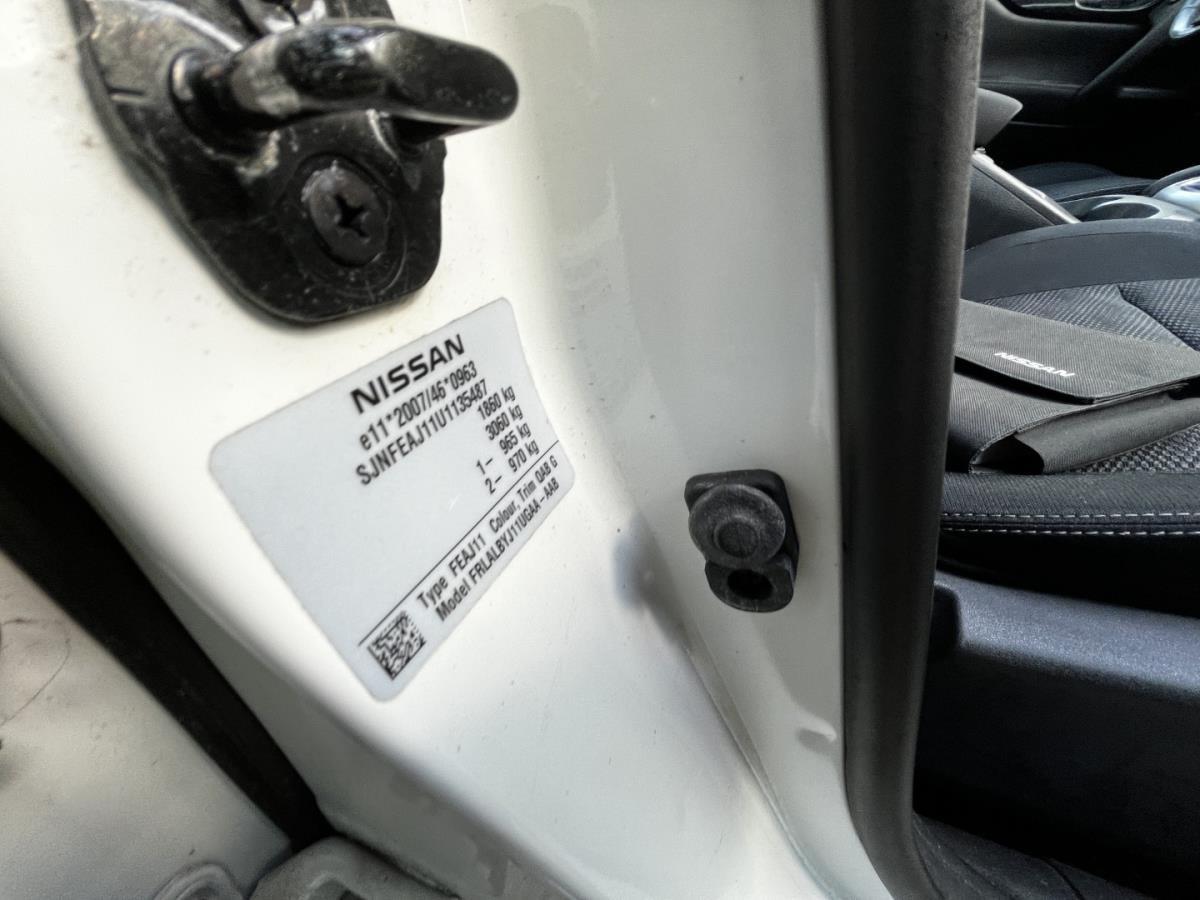 NISSAN
e11*2007/46*0963
SJNFEAJ11U1135487
1860 kg
3060 kg
1- 965 kg
2- 970 kg
Type FEAJ11 Colour, Trim QAB G
Model FRLALBYJ11UGAA-AAB
NISSAN